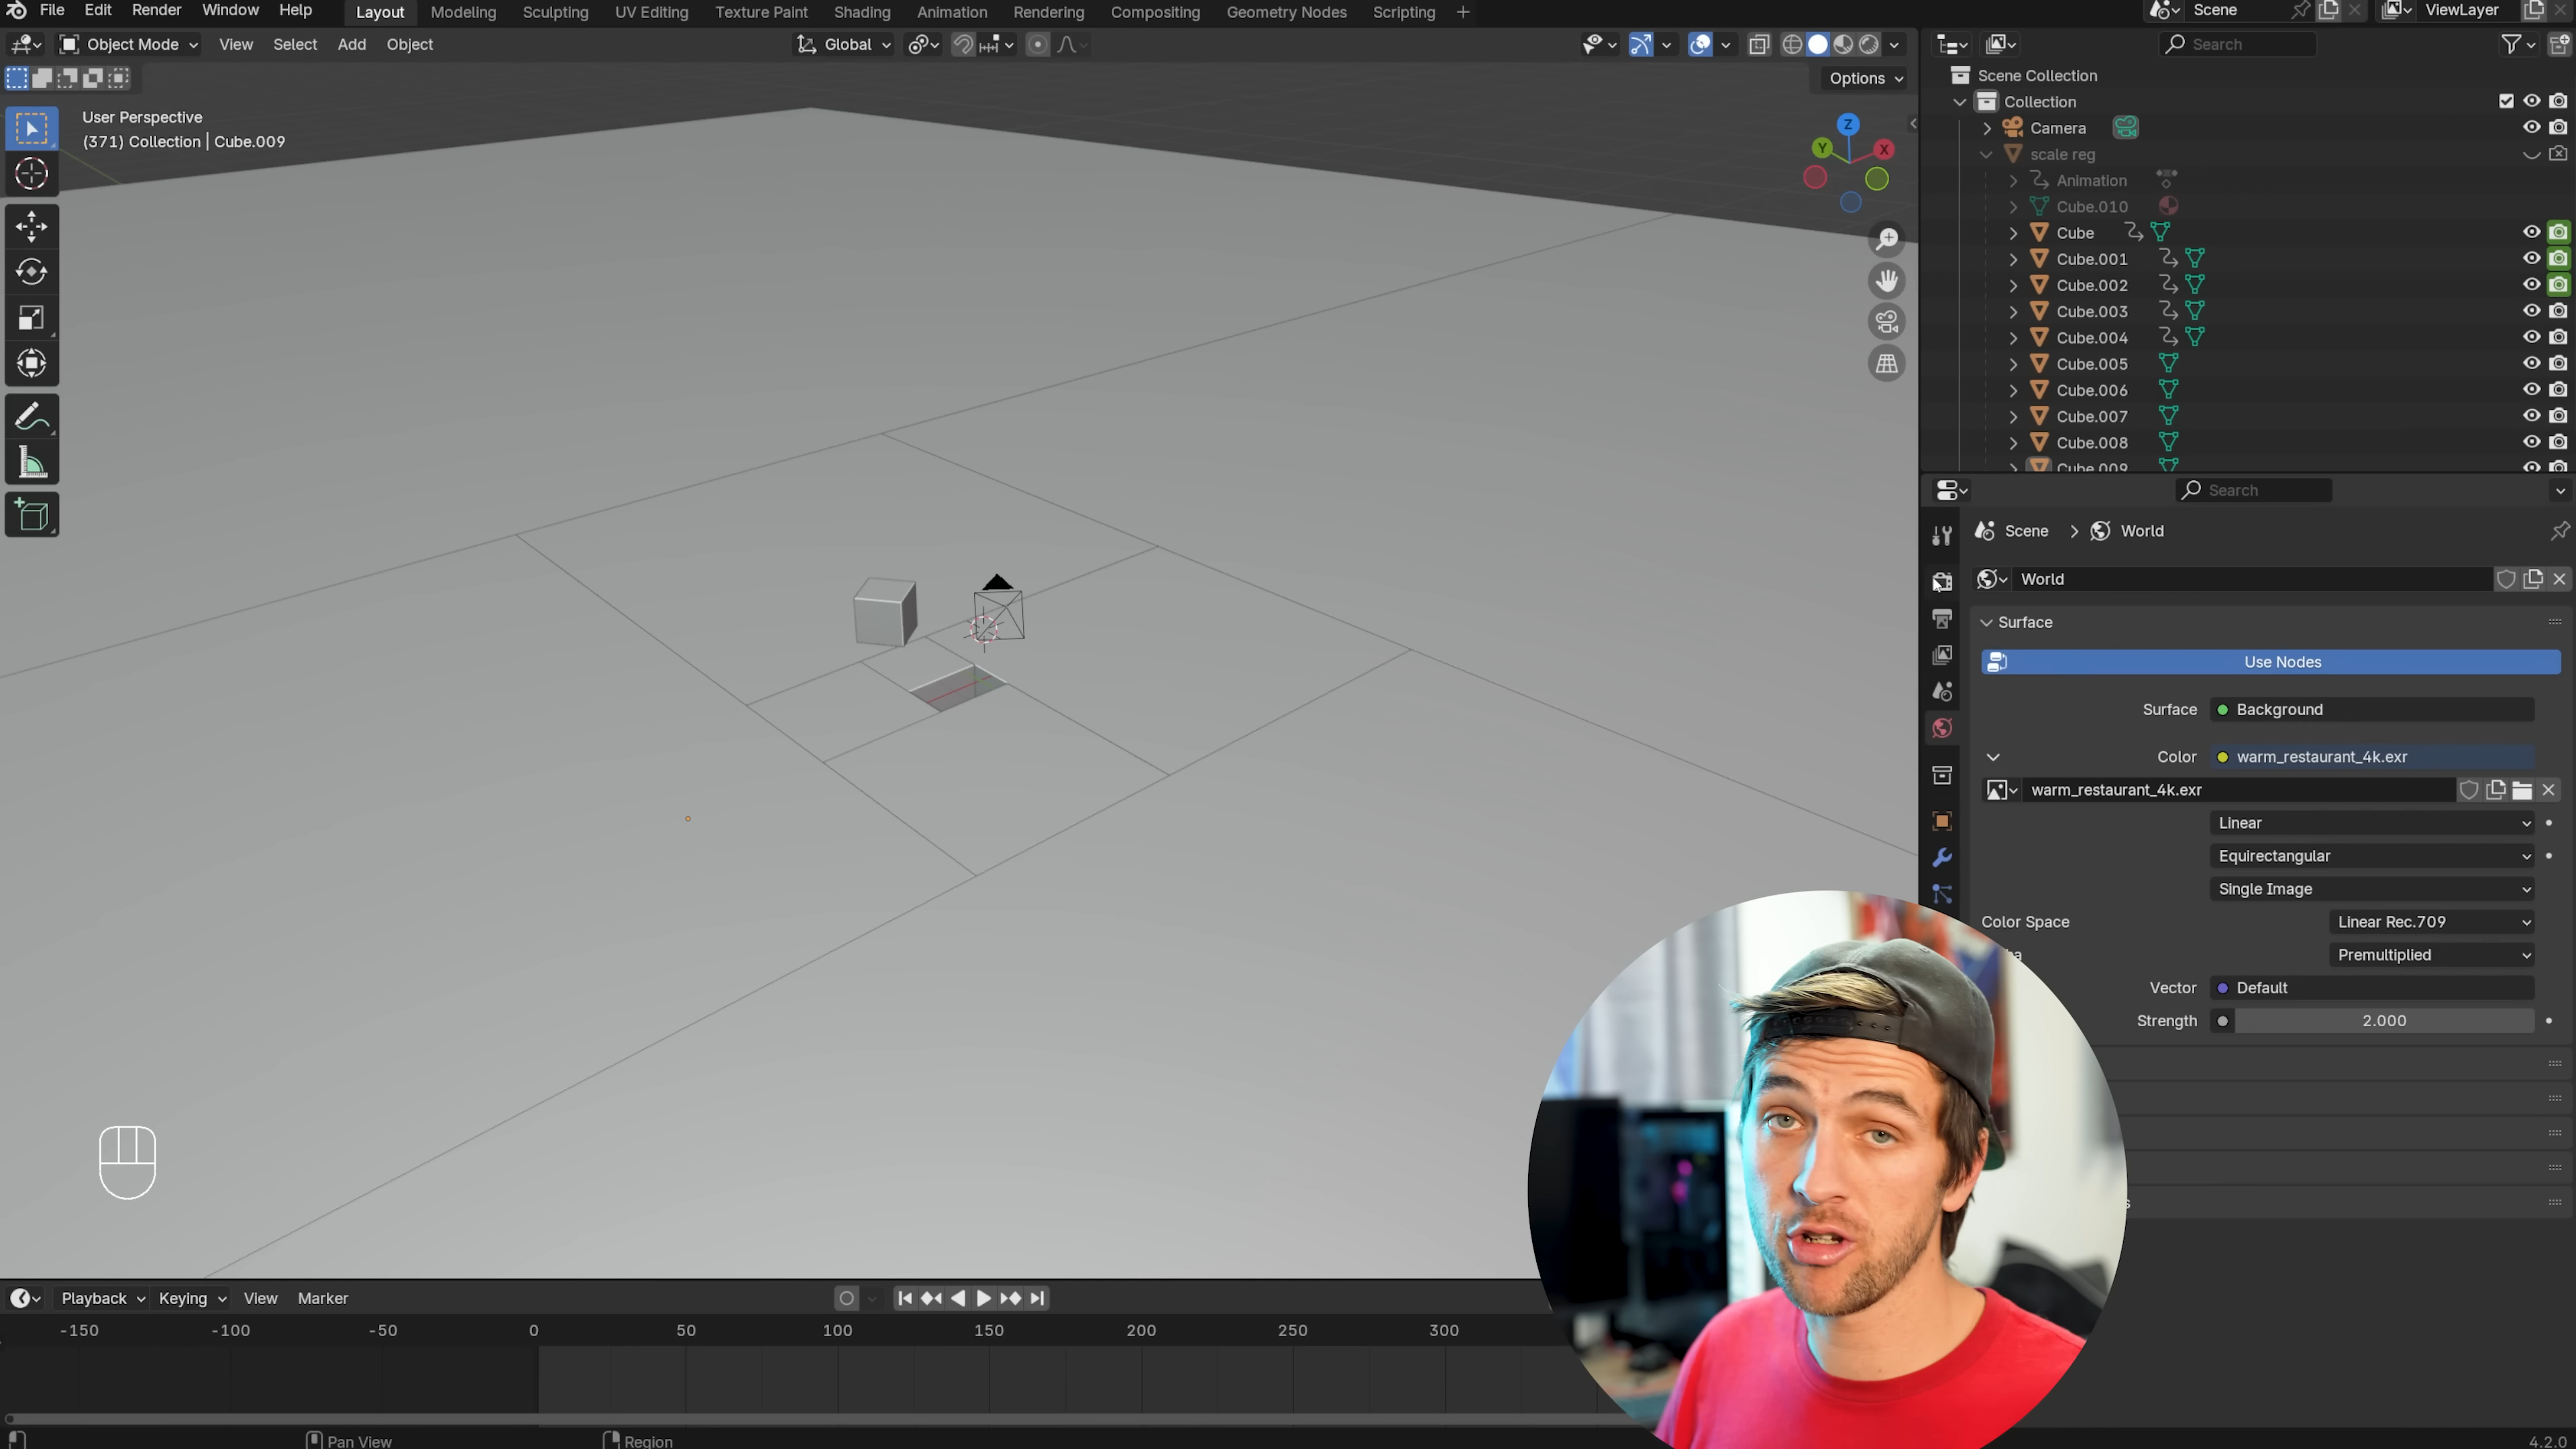 File Edit Render Window Help Layout Modeling Sculpting UV Editing Texture Paint Shading Animation Rendering Compositing Geometry Nodes Scripting + Scene ViewLayer
Object Mode View Select Add Object Global Search
Options
User Perspective
(371) Collection | Cube.009
Z
Y
X
Scene Collection
Collection
Camera
scale reg
Animation
Cube.010
Cube
Cube.001
Cube.002
Cube.003
Cube.004
Cube.005
Cube.006
Cube.007
Cube.008
Cube.009
Search
Scene > World
World
Surface
Use Nodes
Surface Background
Color warm_restaurant_4k.exr
warm_restaurant_4k.exr
Linear
Equirectangular
Single Image
Color Space Linear Rec.709
Premultiplied
Vector Default
Strength 2.000
Playback Keying View Marker
-150 -100 -50 0 50 100 150 200 250 300
Pan View Region 4.2.0